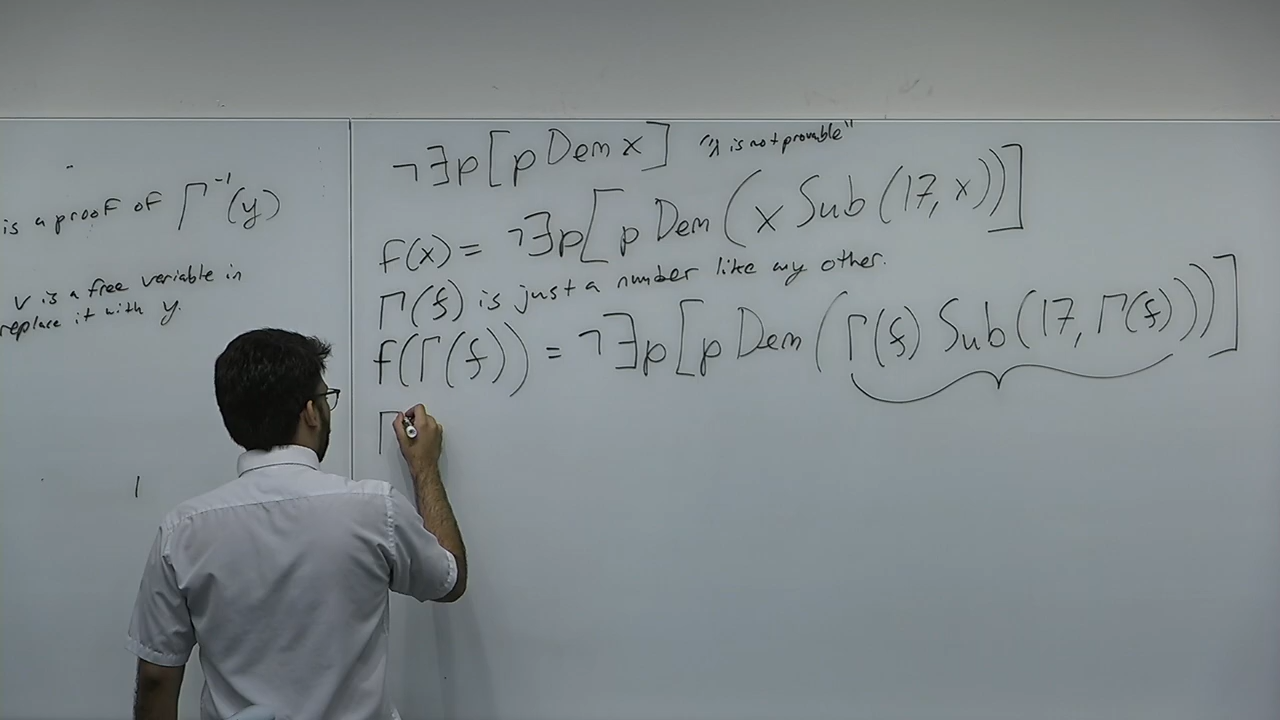 is a proof of Γ⁻¹(y)
v is a free variable in
replace it with y.
¬∃p[p Dem x] "x is not provable"
f(x) = ¬∃p[p Dem (x Sub (17, x))]
Γ(f) is just a number like any other.
f(Γ(f)) = ¬∃p[p Dem (Γ(f) Sub (17, Γ(f)))]
Γ